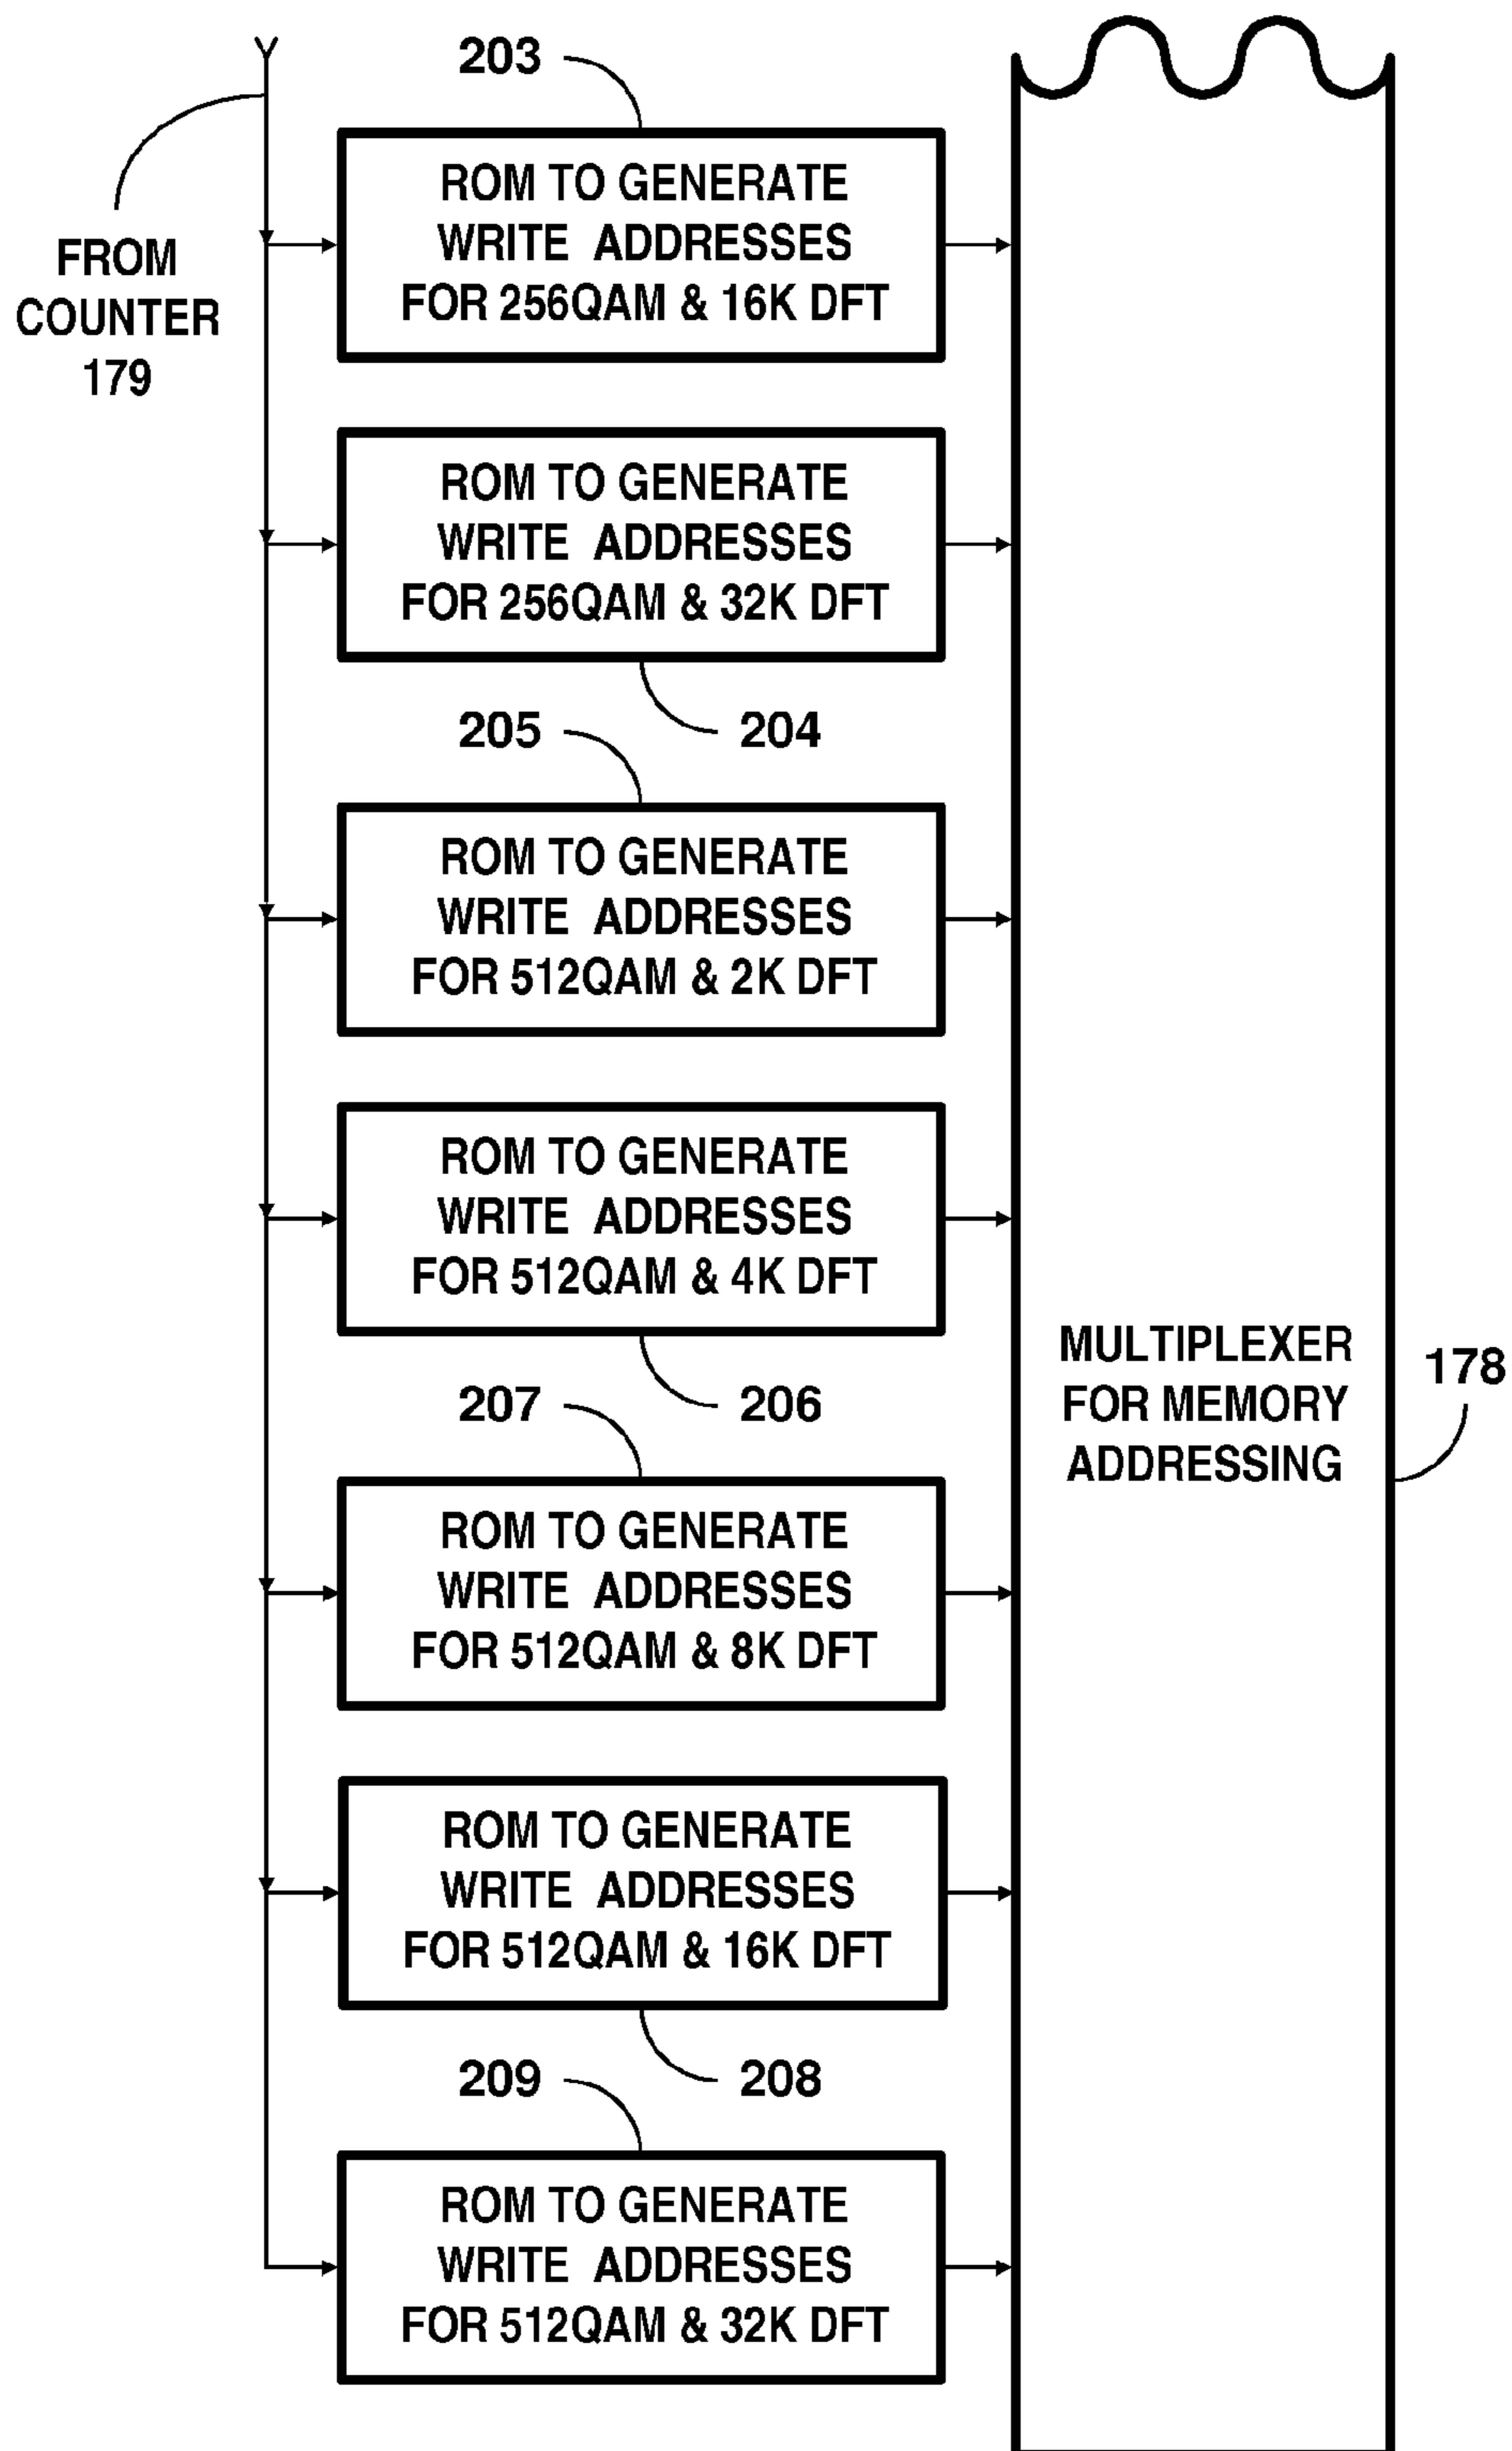 203
ROM TO GENERATE
WRITE ADDRESSES
FOR 256QAM & 16K DFT
FROM
COUNTER
179
ROM TO GENERATE
WRITE ADDRESSES
FOR 256QAM & 32K DFT
205
204
ROM TO GENERATE
WRITE ADDRESSES
FOR 512QAM & 2K DFT
ROM TO GENERATE
WRITE ADDRESSES
FOR 512QAM & 4K DFT
MULTIPLEXER
FOR MEMORY
ADDRESSING
178
207
206
ROM TO GENERATE
WRITE ADDRESSES
FOR 512QAM & 8K DFT
ROM TO GENERATE
WRITE ADDRESSES
FOR 512QAM & 16K DFT
209
208
ROM TO GENERATE
WRITE ADDRESSES
FOR 512QAM & 32K DFT